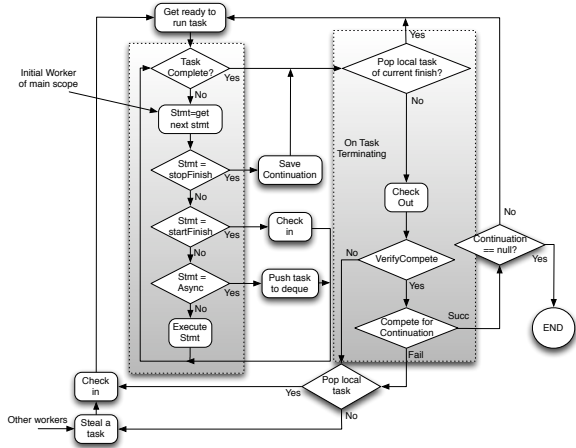 Get ready to
run task
Yes
Task
Complete?
Yes
Pop local task
of current finish?
Initial Worker
of main scope
No
No
Stmt=get
next stmt
On Task
Terminating
Stmt =
stopFinish
Yes
Save
Continuation
Check
Out
No
Stmt =
startFinish
Yes
Check
in
No
Continuation
== null?
Yes
No
VerifyCompete
No
Stmt =
Async
Yes
Push task
to deque
Yes
No
Execute
Stmt
Compete for
Continuation
Succ
END
Fail
Check
in
Yes
Pop local
task
No
Other workers
Steal a
task